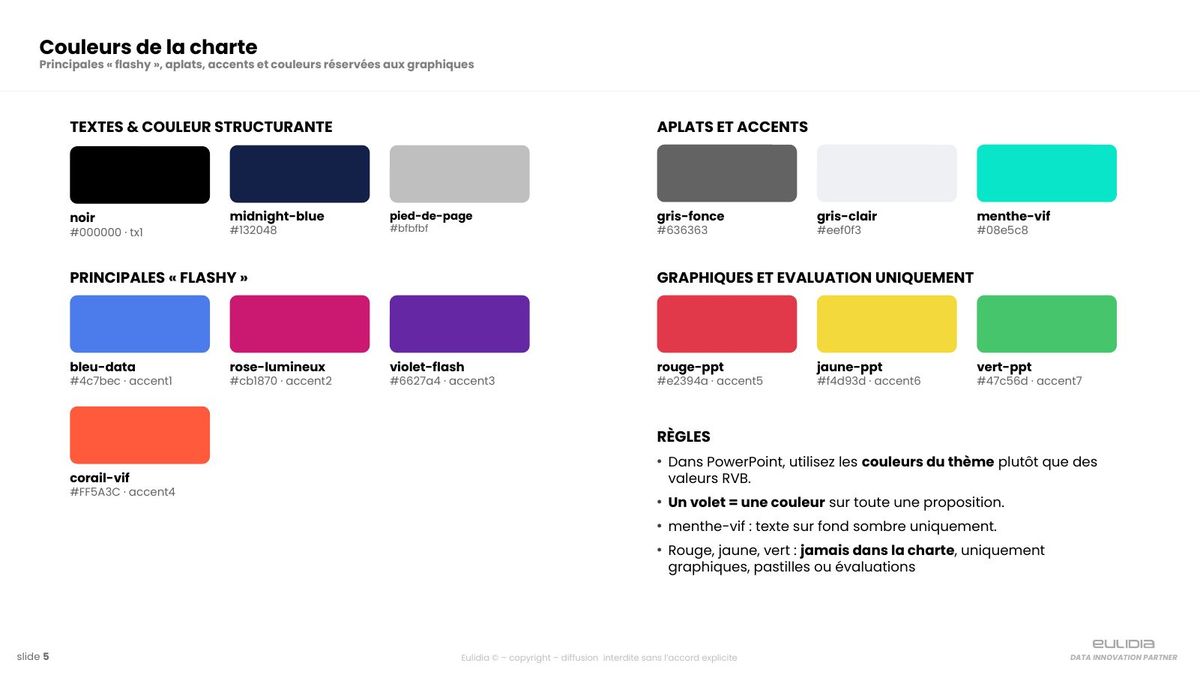 Couleurs de la charte
Principales « flashy », aplats, accents et couleurs réservées aux graphiques
TEXTES & COULEUR STRUCTURANTE
noir
#000000 · tx1
midnight-blue
#132048
pied-de-page
#bfbfbf
PRINCIPALES « FLASHY »
bleu-data
#4c7bec · accent1
rose-lumineux
#cb1870 · accent2
violet-flash
#6627a4 · accent3
corail-vif
#FF5A3C · accent4
APLATS ET ACCENTS
gris-fonce
#636363
gris-clair
#eef0f3
menthe-vif
#08e5c8
GRAPHIQUES ET EVALUATION UNIQUEMENT
rouge-ppt
#e2394a · accent5
jaune-ppt
#f4d93d · accent6
vert-ppt
#47c56d · accent7
RÈGLES
• Dans PowerPoint, utilisez les couleurs du thème plutôt que des
valeurs RVB.
• Un volet = une couleur sur toute une proposition.
• menthe-vif : texte sur fond sombre uniquement.
• Rouge, jaune, vert : jamais dans la charte, uniquement
graphiques, pastilles ou évaluations
slide 5
Eulidia © – copyright – diffusion interdite sans l'accord explicite
EULIDIA
DATA INNOVATION PARTNER